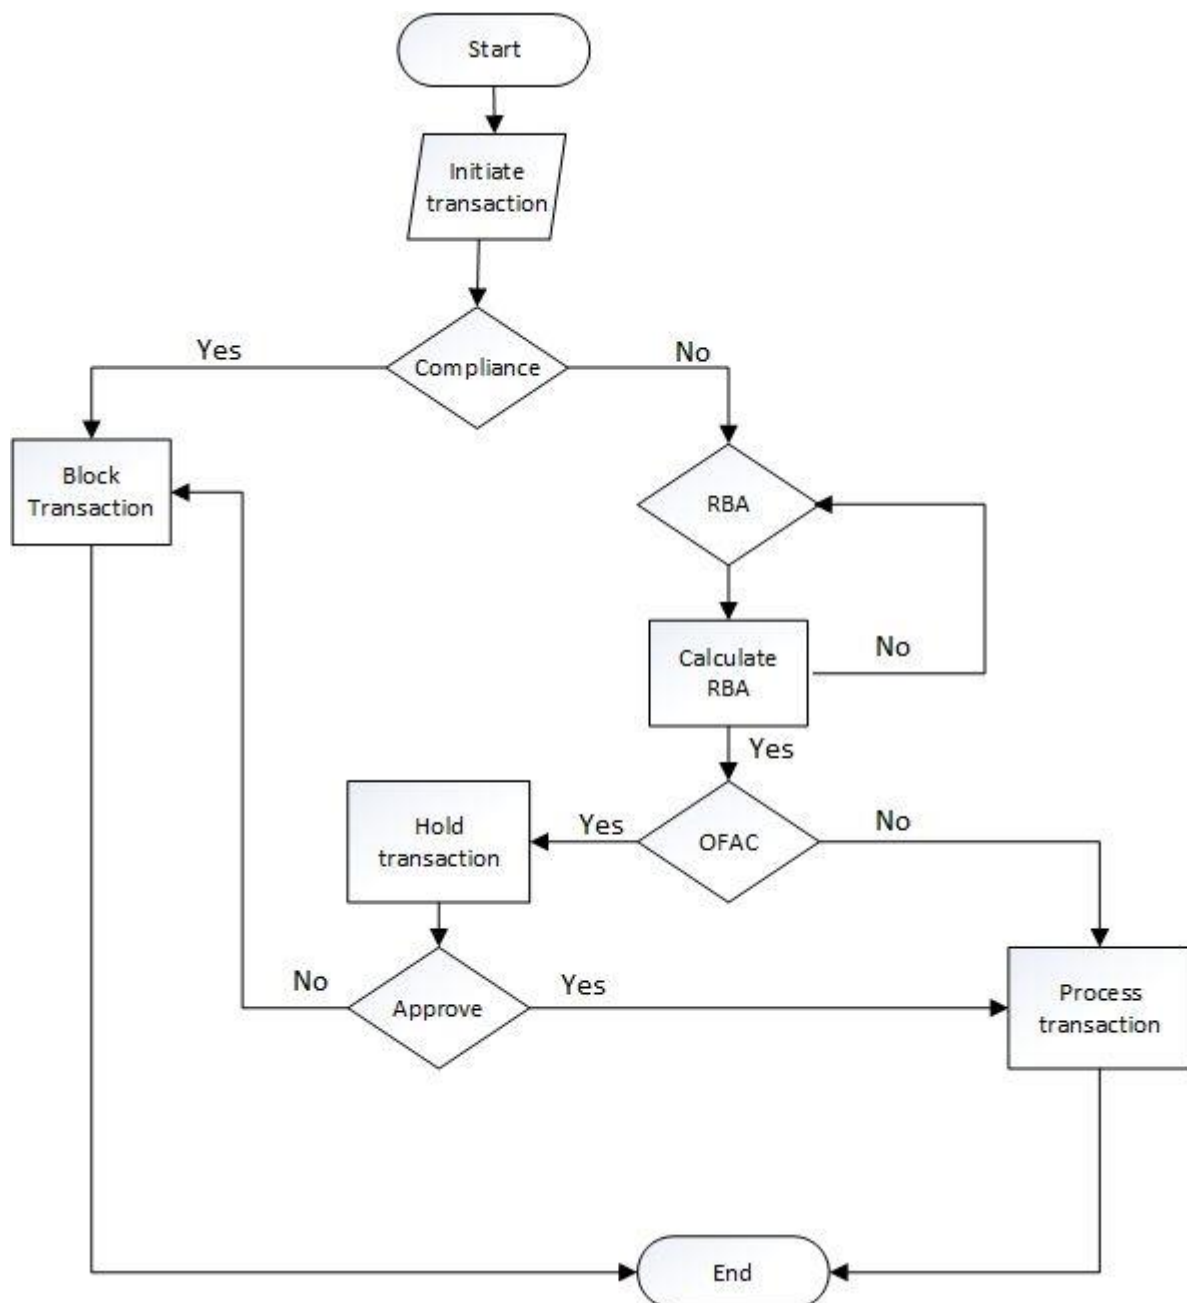 Start
Initiate
transaction
Compliance
Yes
No
Block
Transaction
RBA
Calculate
RBA
No
Yes
OFAC
Yes
No
Hold
transaction
Approve
No
Yes
Process
transaction
End